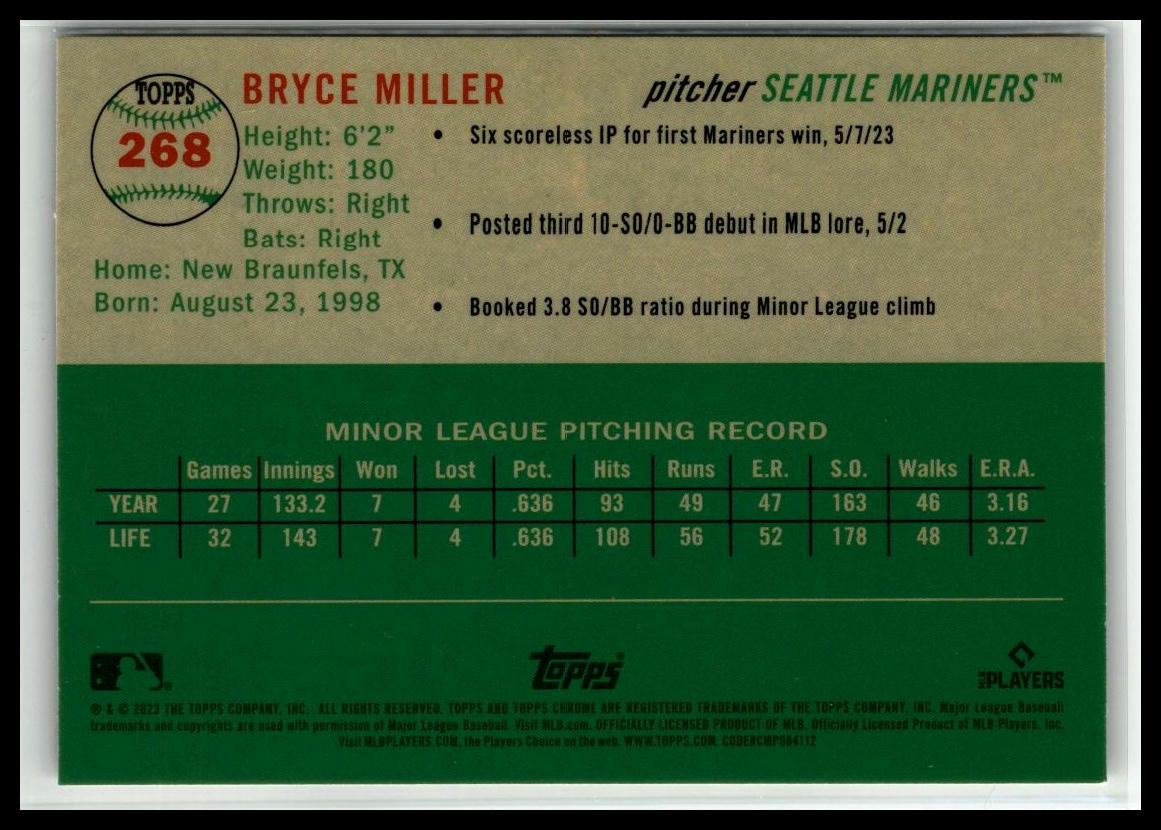 TOPPS
268
BRYCE MILLER
pitcher SEATTLE MARINERS™
Height: 6'2"
Weight: 180
Throws: Right
Bats: Right
Home: New Braunfels, TX
Born: August 23, 1998
• Six scoreless IP for first Mariners win, 5/7/23
• Posted third 10-SO/0-BB debut in MLB lore, 5/2
• Booked 3.8 SO/BB ratio during Minor League climb
MINOR LEAGUE PITCHING RECORD
Games Innings Won Lost Pct. Hits Runs E.R. S.O. Walks E.R.A.
YEAR 27 133.2 7 4 .636 93 49 47 163 46 3.16
LIFE 32 143 7 4 .636 108 56 52 178 48 3.27
Topps®
PLAYERS
® & © 2023 THE TOPPS COMPANY, INC. ALL RIGHTS RESERVED. TOPPS AND TOPPS CHROME ARE REGISTERED TRADEMARKS OF THE TOPPS COMPANY, INC. Major League Baseball
trademarks and copyrights are used with permission of Major League Baseball. Visit MLB.com. OFFICIALLY LICENSED PRODUCT OF MLB. Officially Licensed Product of MLB Players, Inc.
Visit MLBPLAYERS.COM, the Players Choice on the web. WWW.TOPPS.COM. CODE#CMP064112